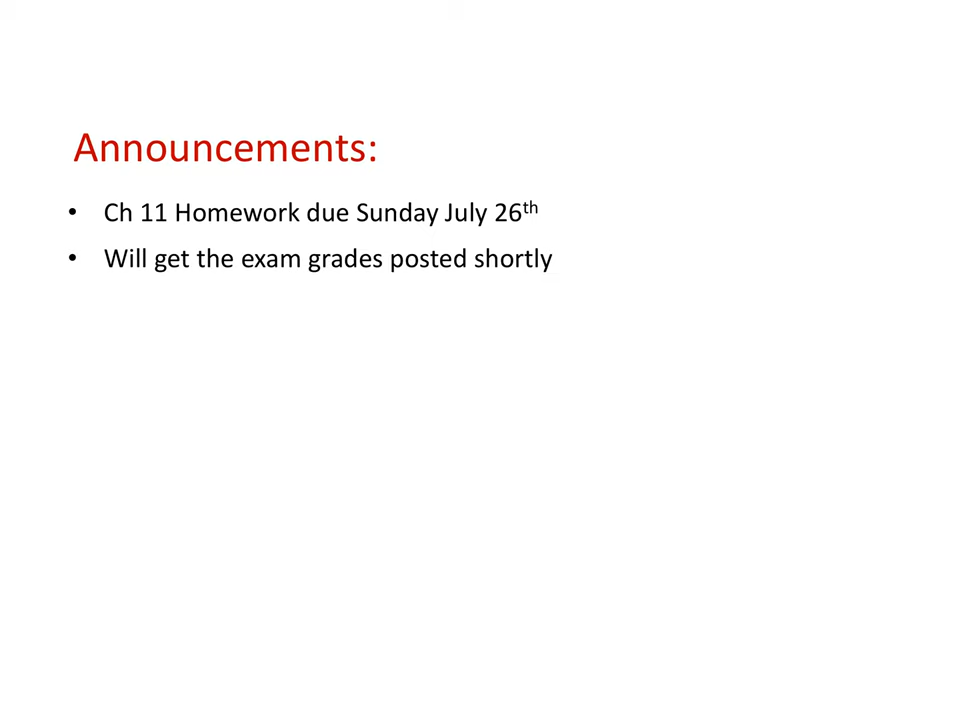 Announcements:
• Ch 11 Homework due Sunday July 26th
• Will get the exam grades posted shortly